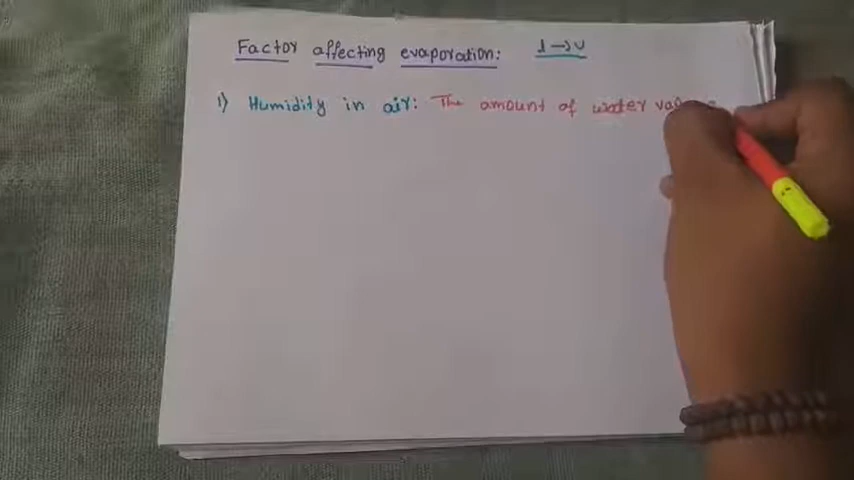 Factor affecting evaporation: l→v
1) Humidity in air: The amount of water